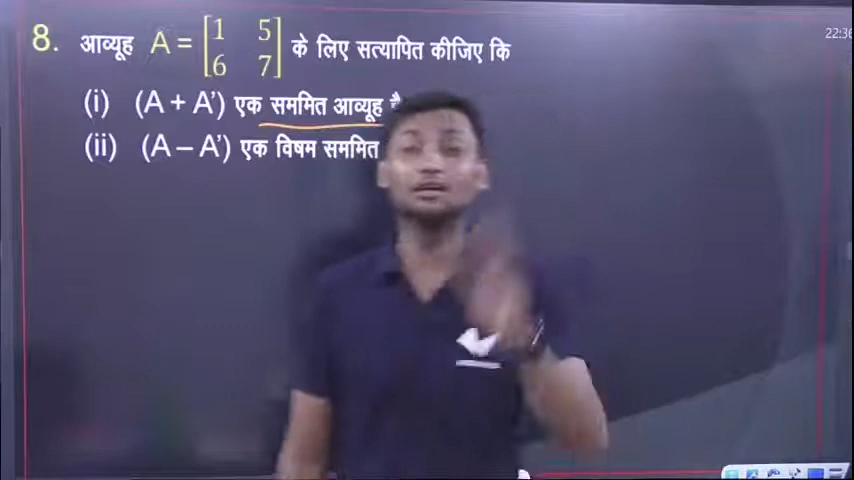 22:36
8. आव्यूह A = [1 5 6 7] के लिए सत्यापित कीजिए कि
(i) (A + A') एक सममित आव्यूह है
(ii) (A – A') एक विषम सममित